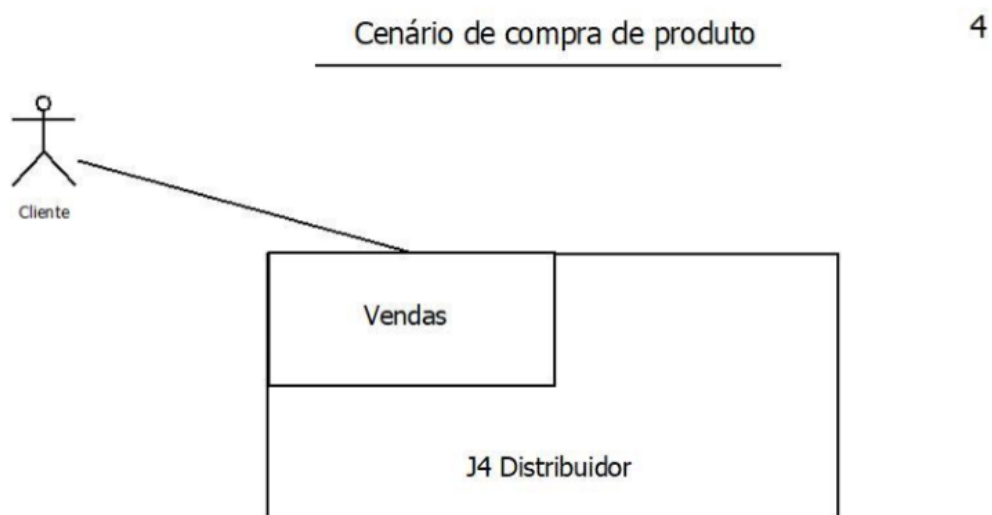 Cenário de compra de produto
4
Cliente
Vendas
J4 Distribuidor